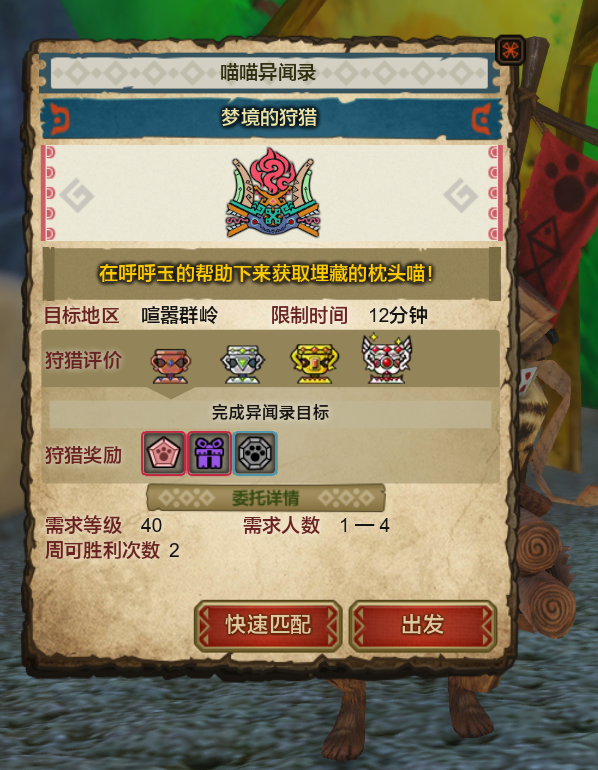 喵喵异闻录
梦境的狩猎
在呼呼玉的帮助下来获取埋藏的枕头喵！
目标地区 喧嚣群岭 限制时间 12分钟
狩猎评价
完成异闻录目标
狩猎奖励
委托详情
需求等级 40 需求人数 1 — 4
周可胜利次数 2
快速匹配 出发